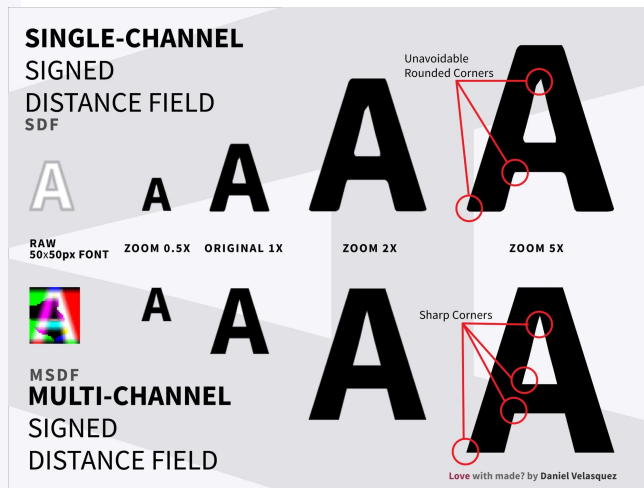 SINGLE-CHANNEL
SIGNED
DISTANCE FIELD
SDF
Unavoidable
Rounded Corners
A
A
A
A
A
RAW
50x50px FONT
ZOOM 0.5X
ORIGINAL 1X
ZOOM 2X
ZOOM 5X
A
A
A
A
A
Sharp Corners
MSDF
MULTI-CHANNEL
SIGNED
DISTANCE FIELD
Love with made? by Daniel Velasquez